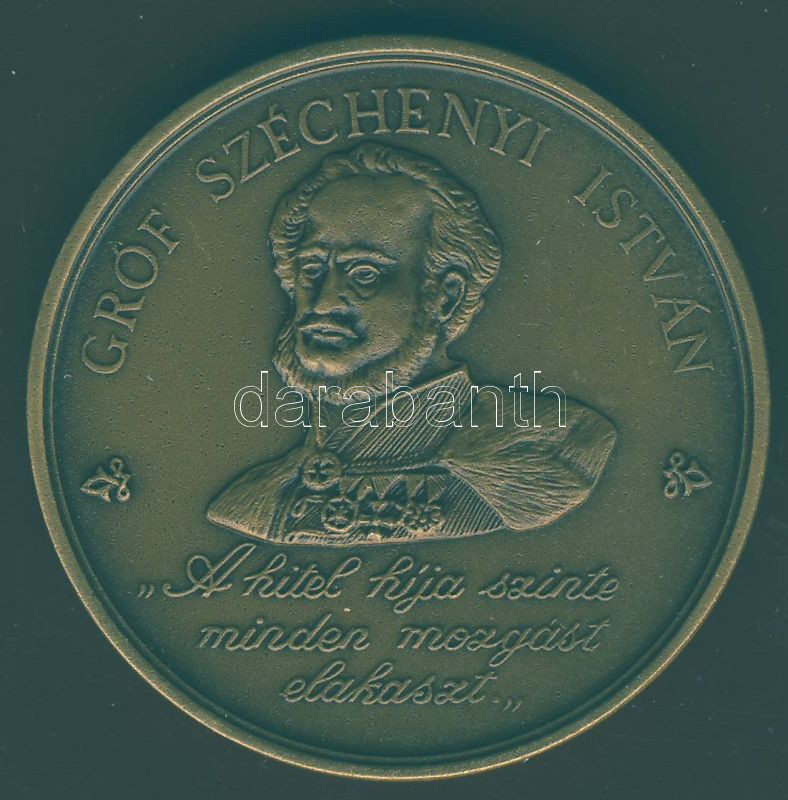 GRÓF SZÉCHENYI ISTVÁN
darabanth
„A hitel híja szinte
minden mozgást
elakaszt.„